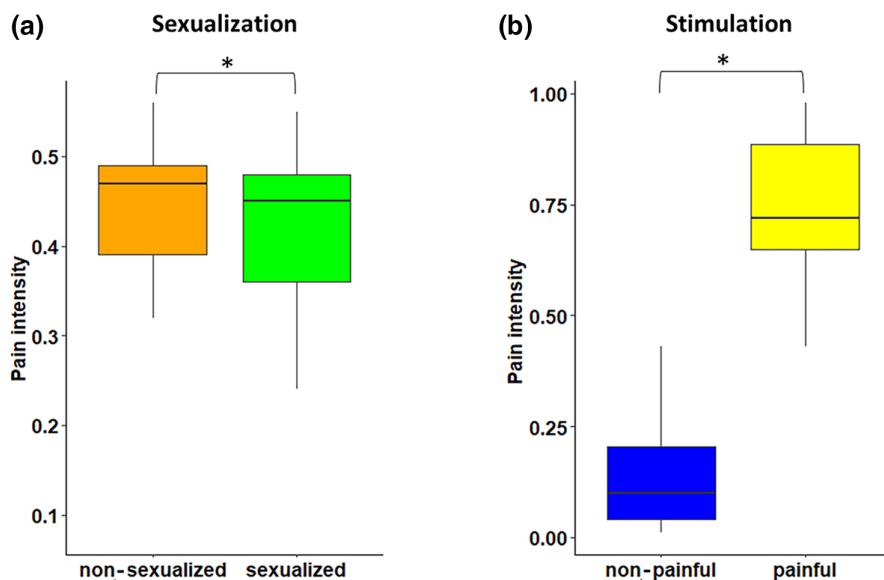 (a) Sexualization
*
Pain intensity
0.5
0.4
0.3
0.2
0.1
non-sexualized sexualized
(b) Stimulation
*
Pain intensity
1.00
0.75
0.50
0.25
0.00
non-painful painful